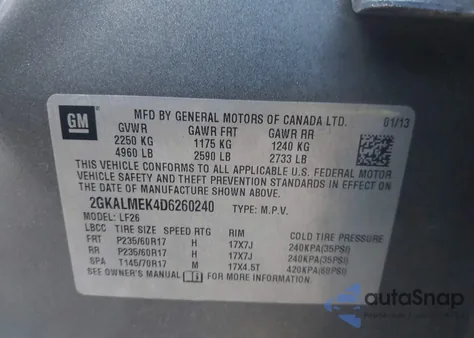 GM
MFD BY GENERAL MOTORS OF CANADA LTD. 01/13
GVWR GAWR FRT GAWR RR
2250 KG 1175 KG 1240 KG
4960 LB 2590 LB 2733 LB
THIS VEHICLE CONFORMS TO ALL APPLICABLE U.S. FEDERAL MOTOR
VEHICLE SAFETY AND THEFT PREVENTION STANDARDS IN EFFECT ON
THE DATE OF MANUFACTURE SHOWN ABOVE.
2GKALMEK4D6260240 TYPE: M.P.V.
MODEL: LF26
LBCC TIRE SIZE SPEED RTG RIM COLD TIRE PRESSURE
FRT P235/60R17 H 17X7J 240KPA(35PSI)
RR P235/60R17 H 17X7J 240KPA(35PSI)
SPA T145/70R17 M 17X4.5T 420KPA(60PSI)
SEE OWNER'S MANUAL FOR MORE INFORMATION.
autoSnap